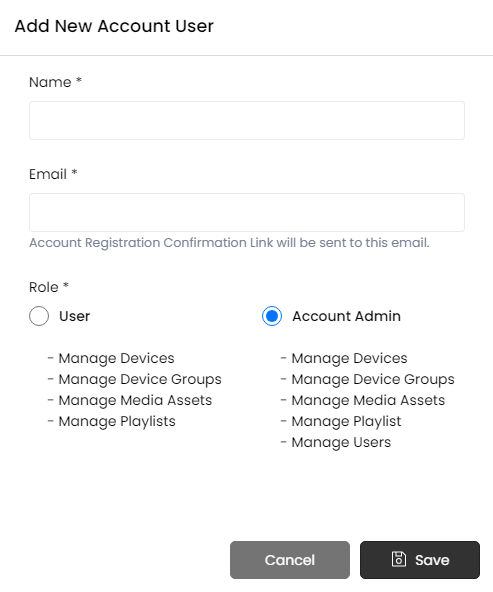 Add New Account User
Name *
Email *
Account Registration Confirmation Link will be sent to this email.
Role *
User
- Manage Devices
- Manage Device Groups
- Manage Media Assets
- Manage Playlists
Account Admin
- Manage Devices
- Manage Device Groups
- Manage Media Assets
- Manage Playlist
- Manage Users
Cancel
Save